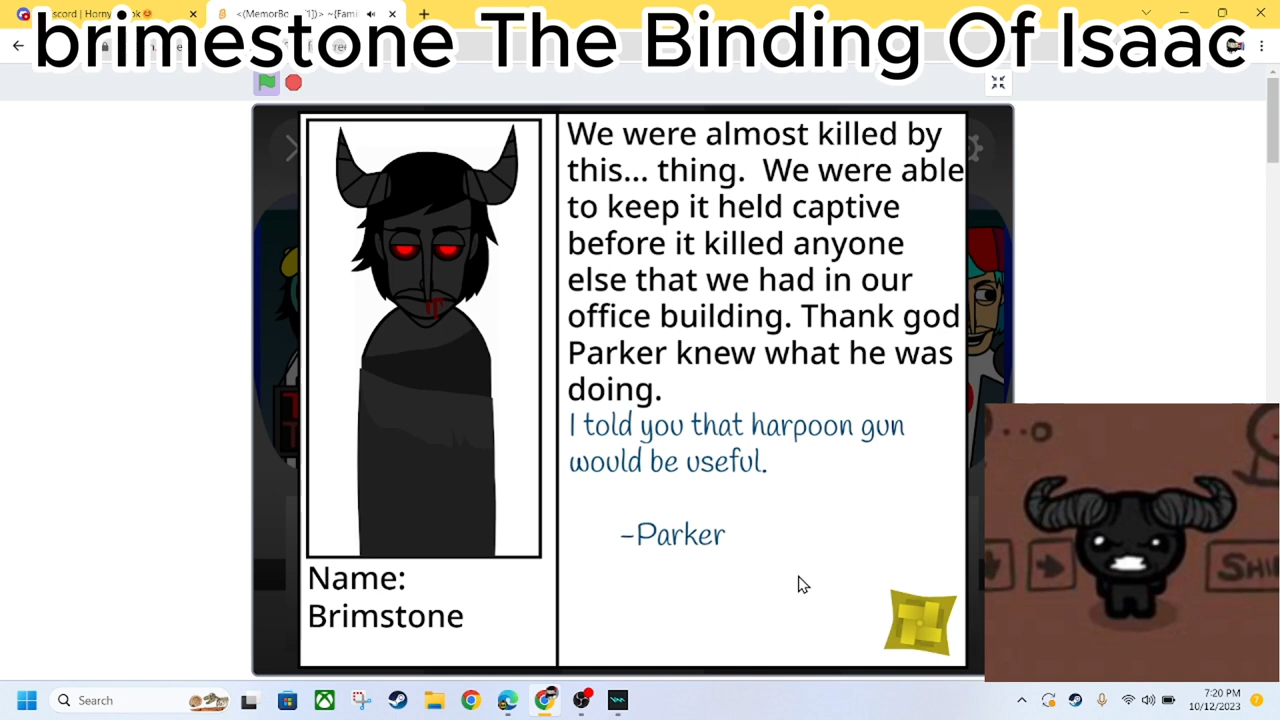 brimestone The Binding Of Isaac
We were almost killed by
this... thing. We were able
to keep it held captive
before it killed anyone
else that we had in our
office building. Thank god
Parker knew what he was
doing.
I told you that harpoon gun
would be useful.
-Parker
Name:
Brimstone
Search
7:20 PM
10/12/2023